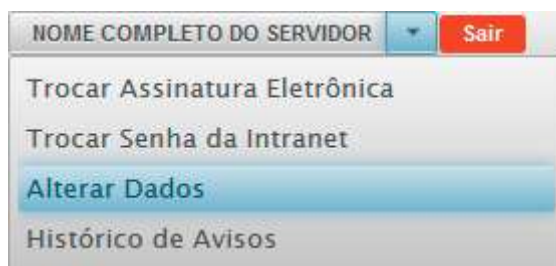 NOME COMPLETO DO SERVIDOR Sair
Trocar Assinatura Eletrônica
Trocar Senha da Intranet
Alterar Dados
Histórico de Avisos